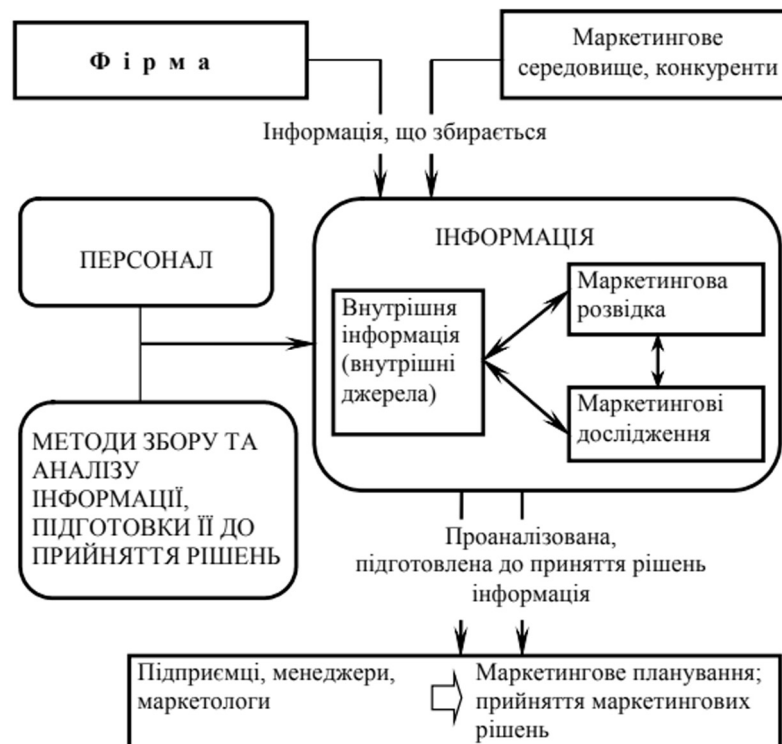 Фірма
Маркетингове
середовище, конкуренти
Інформація, що збирається
ПЕРСОНАЛ
ІНФОРМАЦІЯ
Внутрішня
інформація
(внутрішні
джерела)
Маркетингова
розвідка
Маркетингові
дослідження
МЕТОДИ ЗБОРУ ТА
АНАЛІЗУ
ІНФОРМАЦІЇ,
ПІДГОТОВКИ ЇЇ ДО
ПРИЙНЯТТЯ РІШЕНЬ
Проаналізована,
підготовлена до приняття рішень
інформація
Підприємці, менеджери,
маркетологи
Маркетингове планування;
прийняття маркетингових
рішень